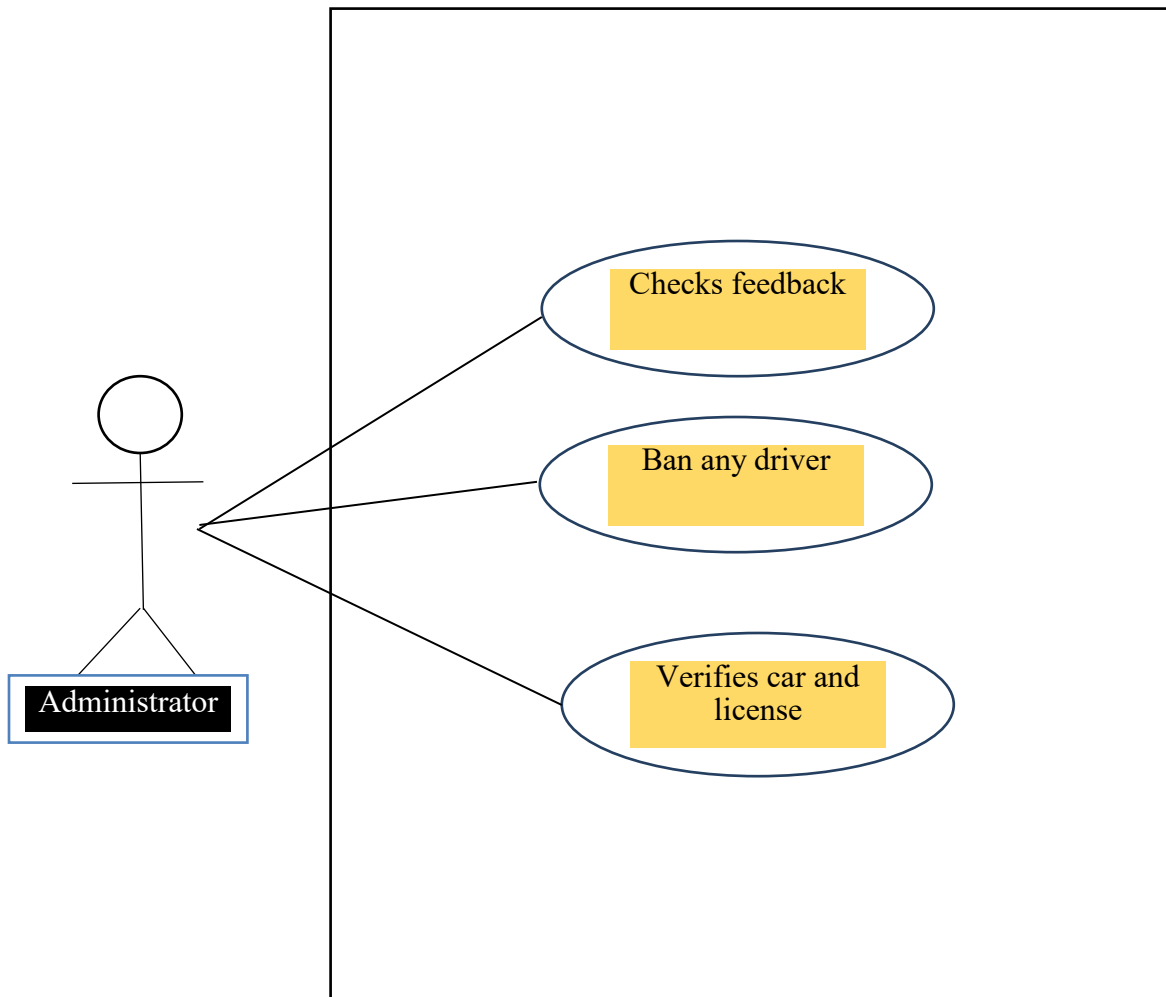 Checks feedback
Ban any driver
Verifies car and
license
Administrator